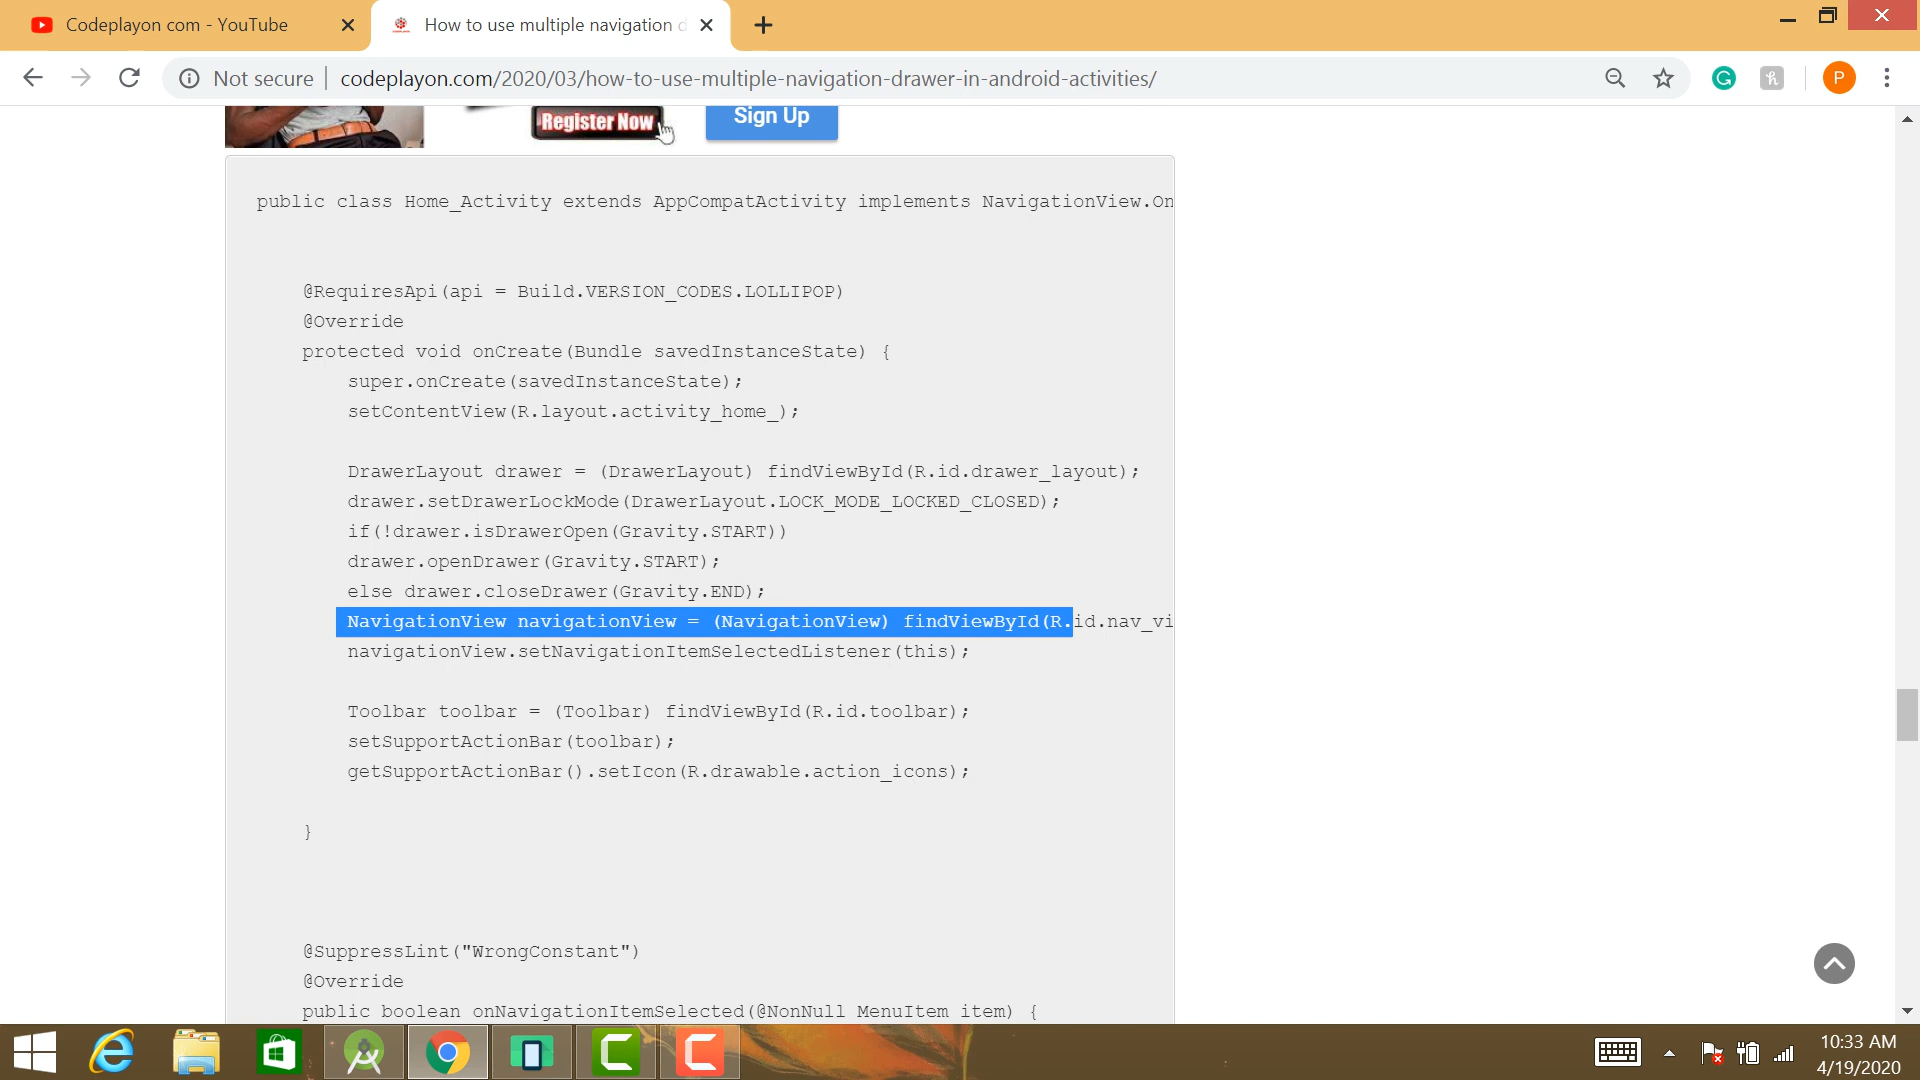 Codeplayon com - YouTube
How to use multiple navigation d
Not secure
codeplayon.com/2020/03/how-to-use-multiple-navigation-drawer-in-android-activities/
P
Register Now
Sign Up
public class Home_Activity extends AppCompatActivity implements NavigationView.On
@RequiresApi(api = Build.VERSION_CODES.LOLLIPOP)
@Override
protected void onCreate(Bundle savedInstanceState) {
super.onCreate(savedInstanceState);
setContentView(R.layout.activity_home_);
DrawerLayout drawer = (DrawerLayout) findViewById(R.id.drawer_layout);
drawer.setDrawerLockMode(DrawerLayout.LOCK_MODE_LOCKED_CLOSED);
if(!drawer.isDrawerOpen(Gravity.START))
drawer.openDrawer(Gravity.START);
else drawer.closeDrawer(Gravity.END);
NavigationView navigationView = (NavigationView) findViewById(R.id.nav_vi
navigationView.setNavigationItemSelectedListener(this);
Toolbar toolbar = (Toolbar) findViewById(R.id.toolbar);
setSupportActionBar(toolbar);
getSupportActionBar().setIcon(R.drawable.action_icons);
}
@SuppressLint("WrongConstant")
@Override
public boolean onNavigationItemSelected(@NonNull MenuItem item) {
10:33 AM
4/19/2020